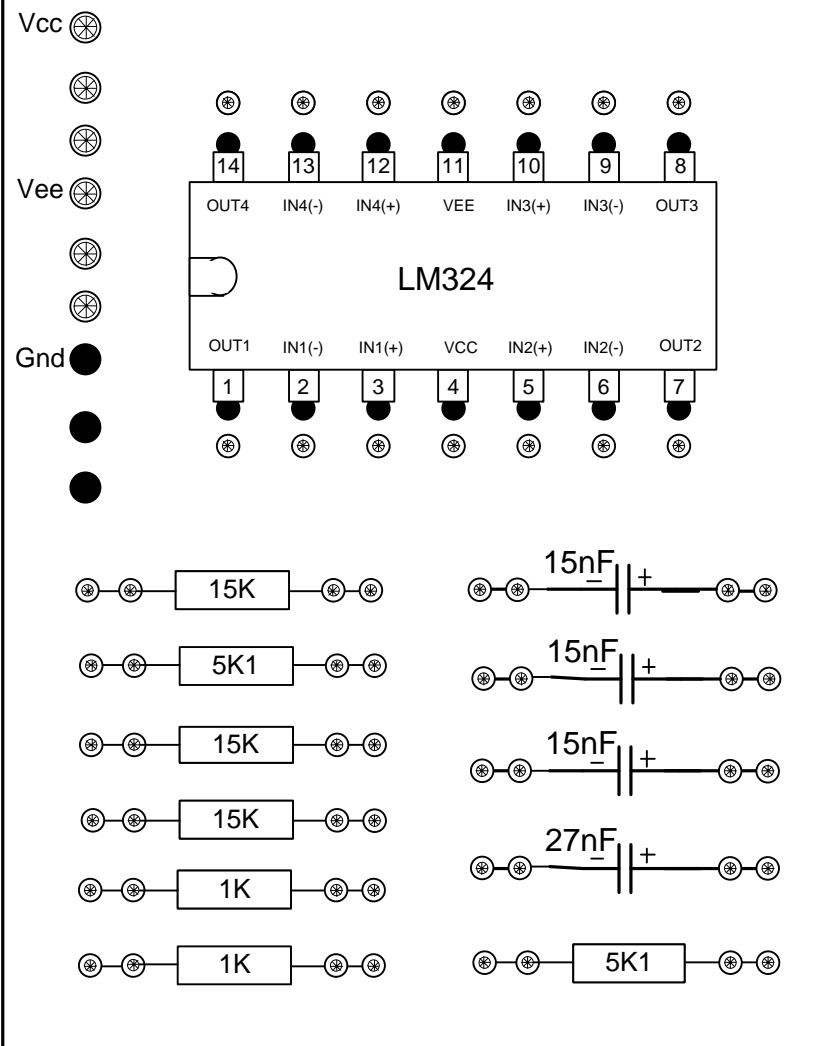 Vcc
Vee
Gnd
14 13 12 11 10 9 8
OUT4 IN4(-) IN4(+) VEE IN3(+) IN3(-) OUT3
LM324
OUT1 IN1(-) IN1(+) VCC IN2(+) IN2(-) OUT2
1 2 3 4 5 6 7
15K
5K1
15K
15K
1K
1K
15nF
− +
15nF
− +
15nF
− +
27nF
− +
5K1